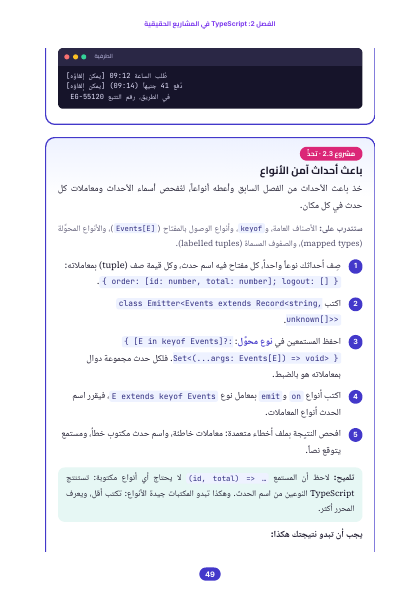 الفصل 2: TypeScript في المشاريع الحقيقية
الطرفية
طُلب الساعة 09:12 [يمكن إلغاؤه]
دُفع 41 جنيهاً (09:14) [يمكن إلغاؤه]
في الطريق، رقم التتبع EG-55120
مشروع 2.3 · تحدٍّ
باعث أحداث آمن الأنواع
خذ باعث الأحداث من الفصل السابق وأعطه أنواعاً، لتُفحص أسماء الأحداث ومعاملات كل
حدث في كل مكان.
ستتدرب على: الأصناف العامة، و keyof، وأنواع الوصول بالمفتاح (Events[E])، والأنواع المحوَّلة
(mapped types)، والصفوف المسماة (labelled tuples).
1 صِف أحداثك نوعاً واحداً، كل مفتاح فيه اسم حدث، وكل قيمة صف (tuple) بمعاملاته:
{ order: [id: number, total: number]; logout: [] }.
2 اكتب class Emitter<Events extends Record<string,
unknown[]>>.
3 احفظ المستمعين في نوع محوَّل: { [E in keyof Events]?:
Set<(...args: Events[E]) => void> }. فلكل حدث مجموعة دوال
بمعاملاته هو بالضبط.
4 اكتب أنواع on و emit بمعامل نوع E extends keyof Events، فيقرر اسم
الحدث أنواع المعاملات.
5 افحص النتيجة بملف أخطاء متعمدة: معاملات خاطئة، واسم حدث مكتوب خطأً، ومستمع
يتوقع نصاً.
تلميح: لاحظ أن المستمع (id, total) => … لا يحتاج أي أنواع مكتوبة: تستنتج
TypeScript النوعين من اسم الحدث. وهكذا تبدو المكتبات جيدة الأنواع: تكتب أقل، ويعرف
المحرر أكثر.
يجب أن تبدو نتيجتك هكذا:
49